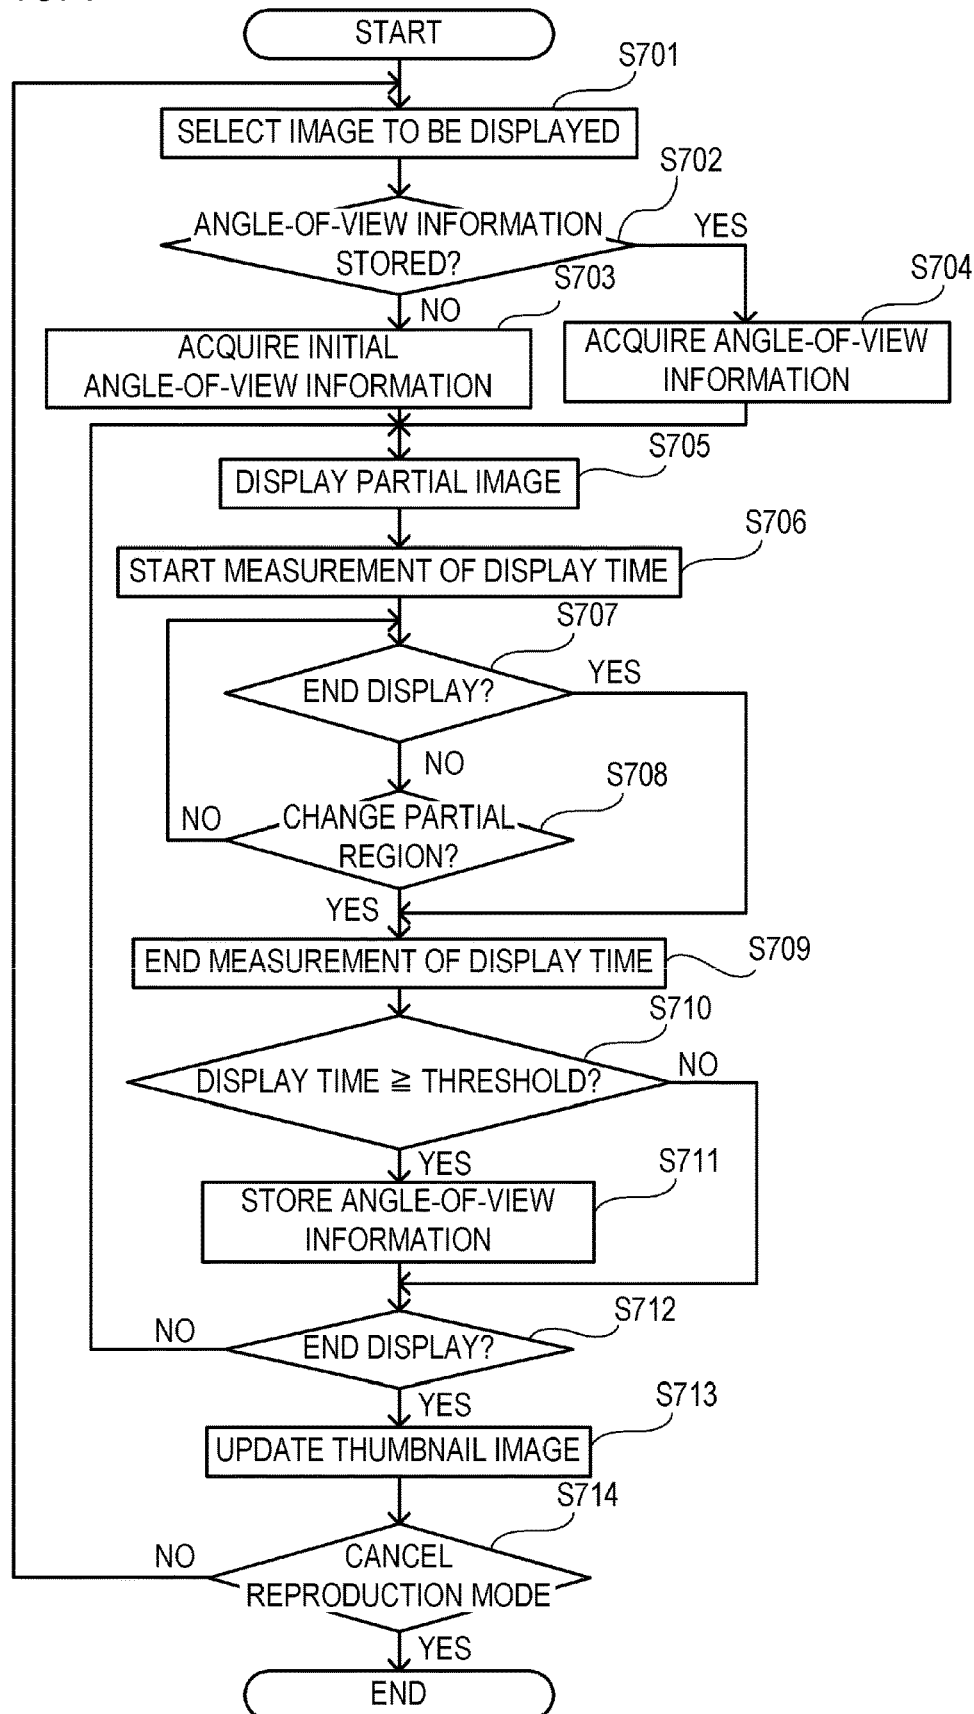 START
S701
SELECT IMAGE TO BE DISPLAYED
S702
ANGLE-OF-VIEW INFORMATION
STORED?
YES
S703
S704
NO
ACQUIRE INITIAL
ANGLE-OF-VIEW INFORMATION
ACQUIRE ANGLE-OF-VIEW
INFORMATION
S705
DISPLAY PARTIAL IMAGE
S706
START MEASUREMENT OF DISPLAY TIME
S707
END DISPLAY?
YES
NO
S708
CHANGE PARTIAL
REGION?
NO
YES
END MEASUREMENT OF DISPLAY TIME
S709
S710
DISPLAY TIME ≧ THRESHOLD?
NO
YES
S711
STORE ANGLE-OF-VIEW
INFORMATION
S712
END DISPLAY?
NO
YES
S713
UPDATE THUMBNAIL IMAGE
S714
CANCEL
REPRODUCTION MODE
NO
YES
END